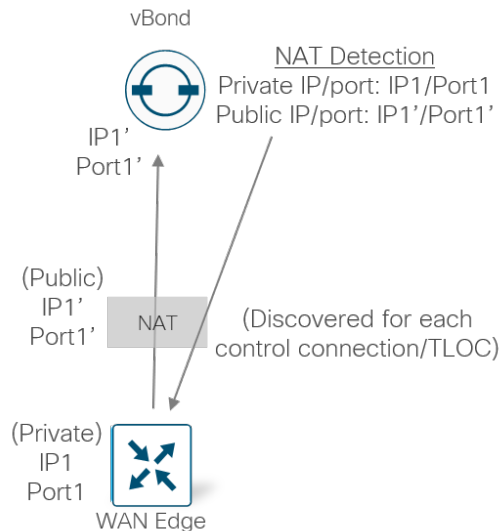 vBond
NAT Detection
Private IP/port: IP1/Port1
Public IP/port: IP1’/Port1’
IP1’
Port1’
(Public)
IP1’
Port1’
NAT
(Discovered for each
control connection/TLOC)
(Private)
IP1
Port1
WAN Edge